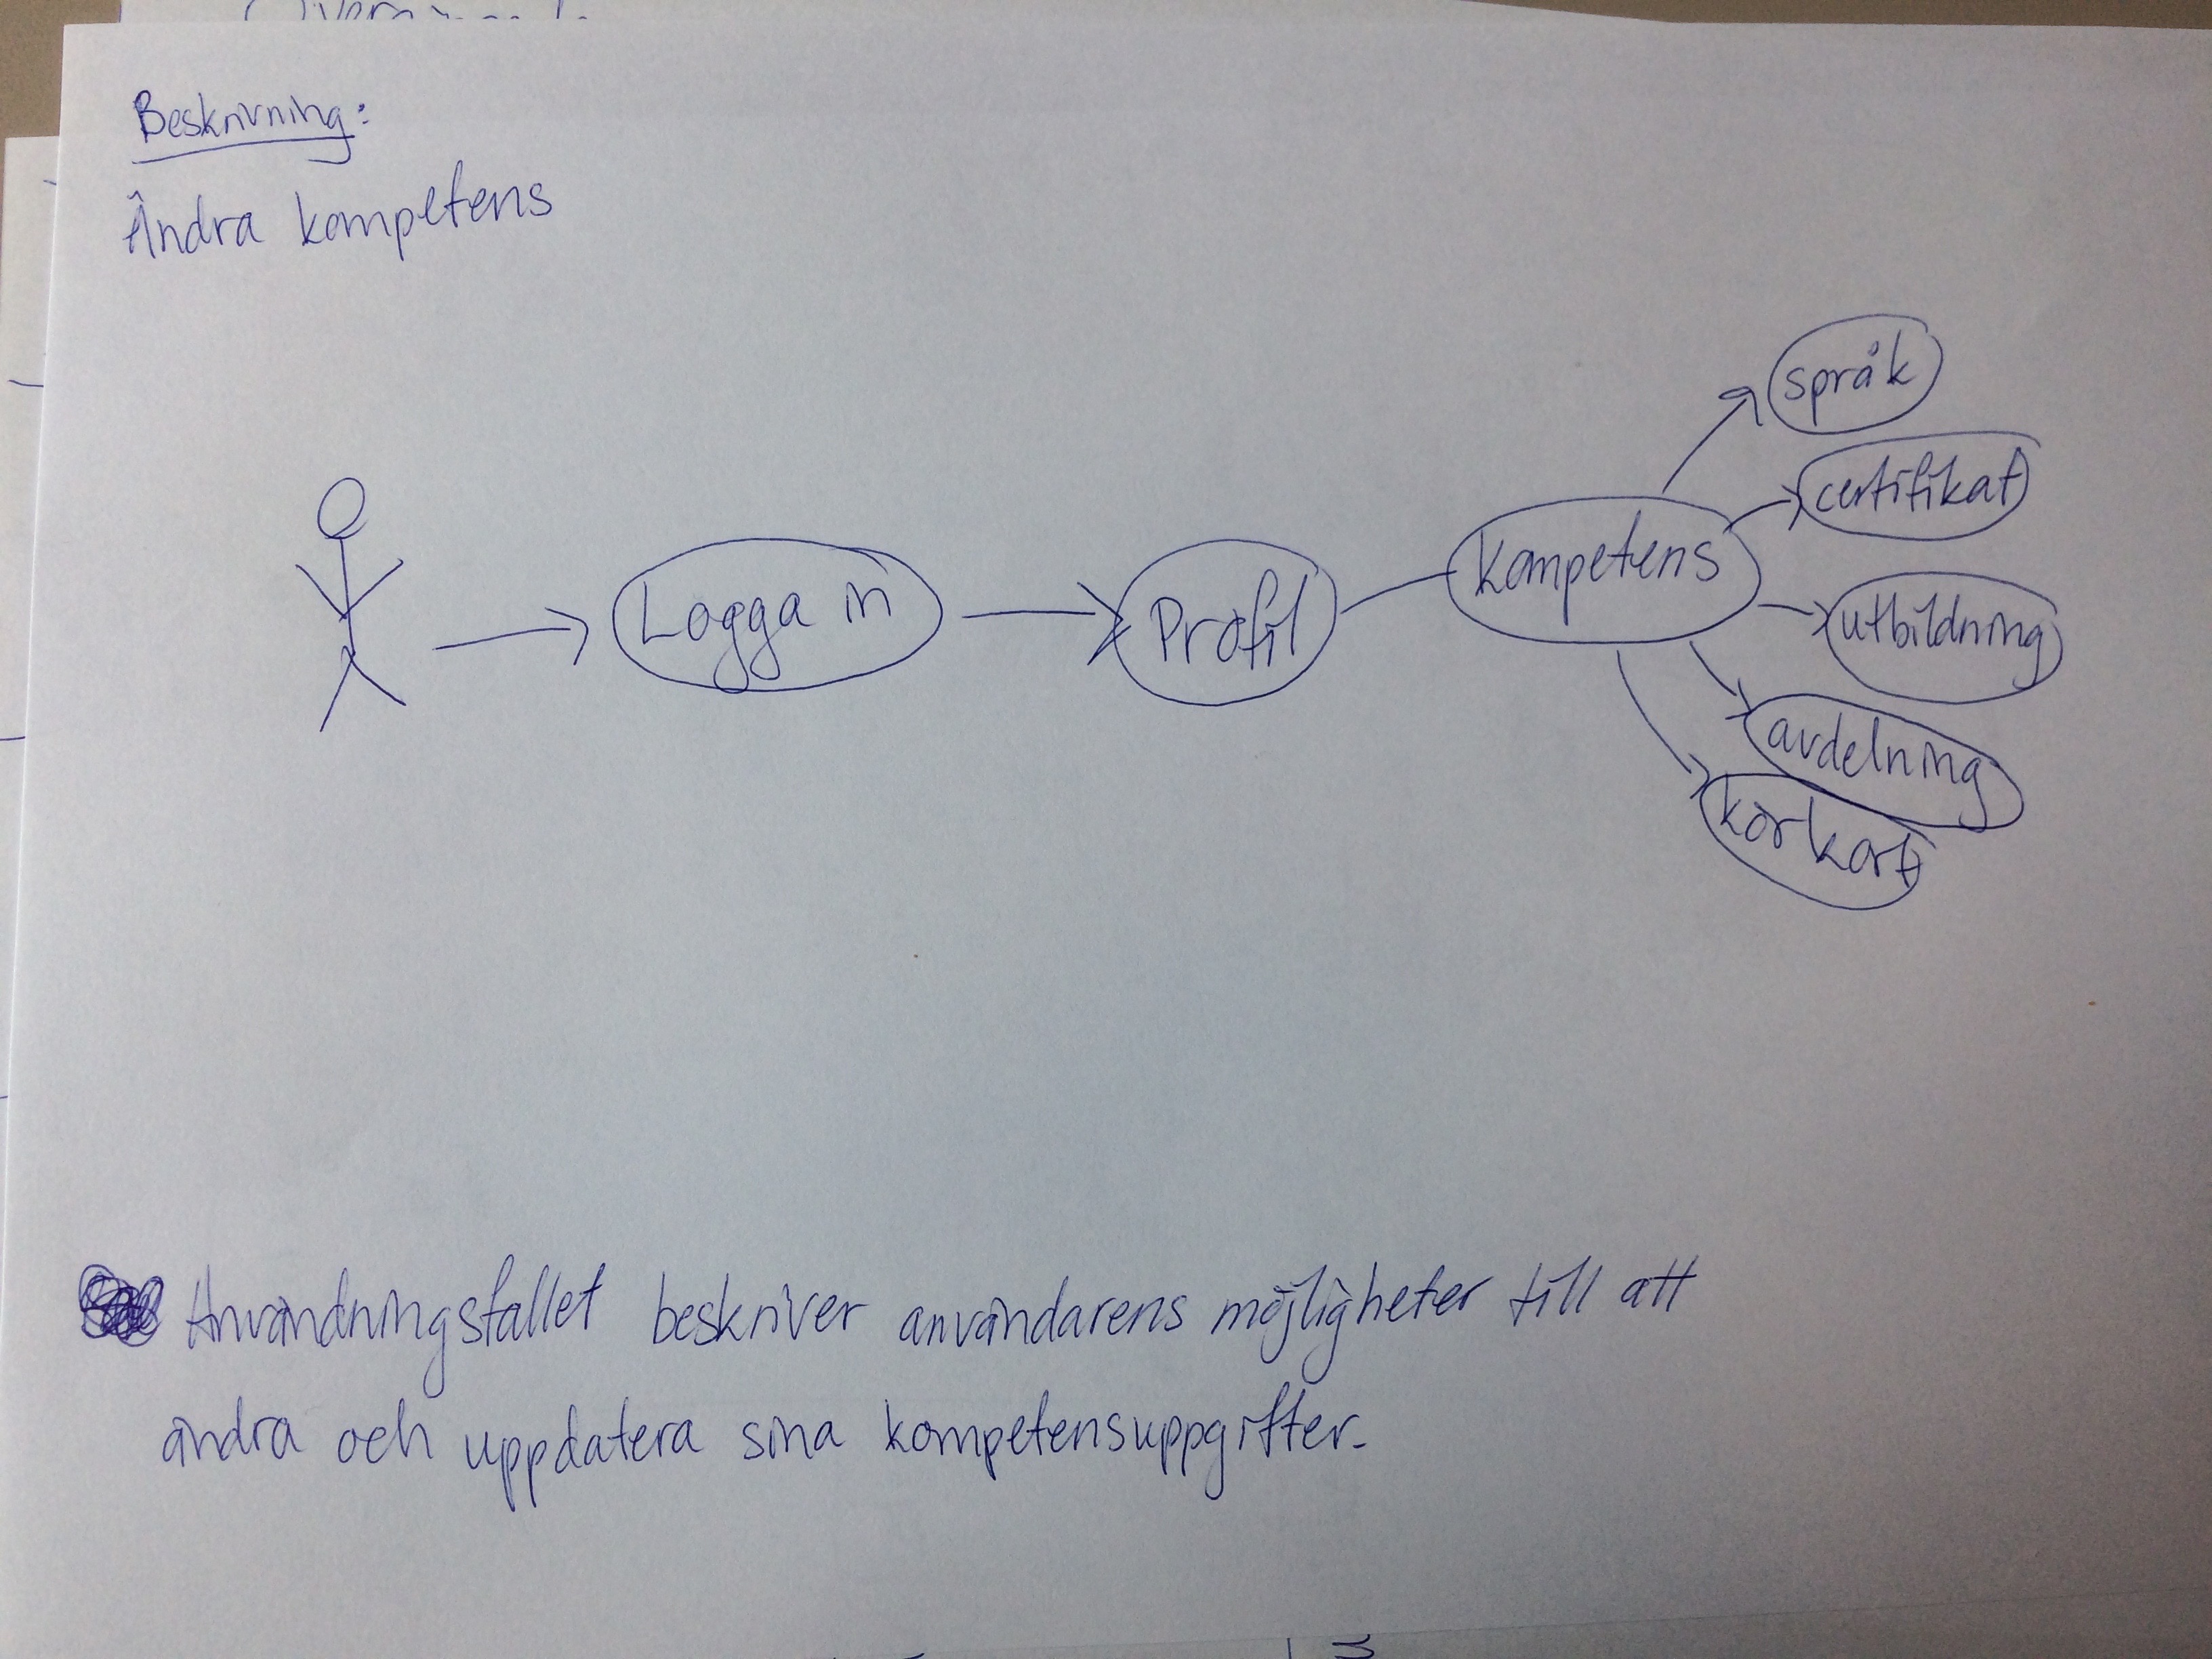 Beskrivning:
Ändra kompetens
språk
certifikat
kompetens
Logga in
Profil
utbildning
avdelning
körkort
Användningsfallet beskriver användarens möjligheter till att
ändra och uppdatera sina kompetensuppgifter.